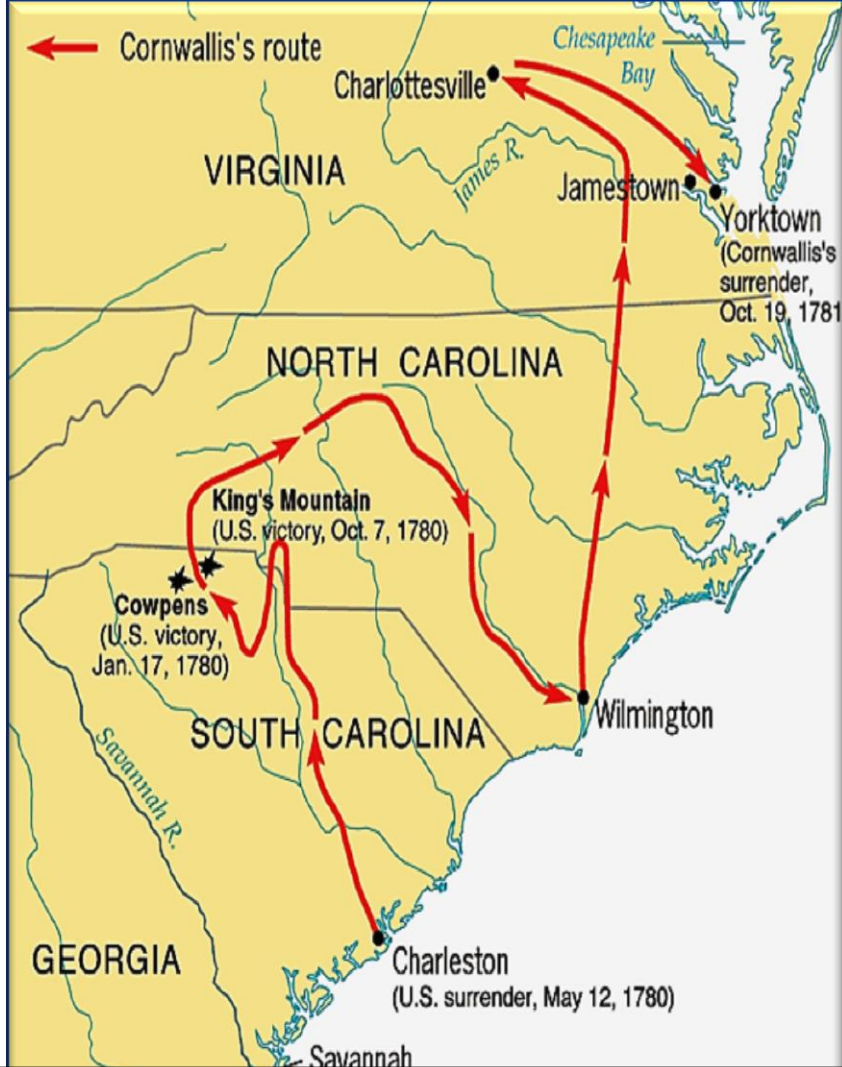 Cornwallis's route
Chesapeake
Bay
Charlottesville
VIRGINIA
James R.
Jamestown
Yorktown
(Cornwallis's
surrender,
Oct. 19, 1781
NORTH CAROLINA
King's Mountain
(U.S. victory, Oct. 7, 1780)
Cowpens
(U.S. victory,
Jan. 17, 1780)
Wilmington
SOUTH CAROLINA
Savannah R.
GEORGIA
Charleston
(U.S. surrender, May 12, 1780)
Savannah